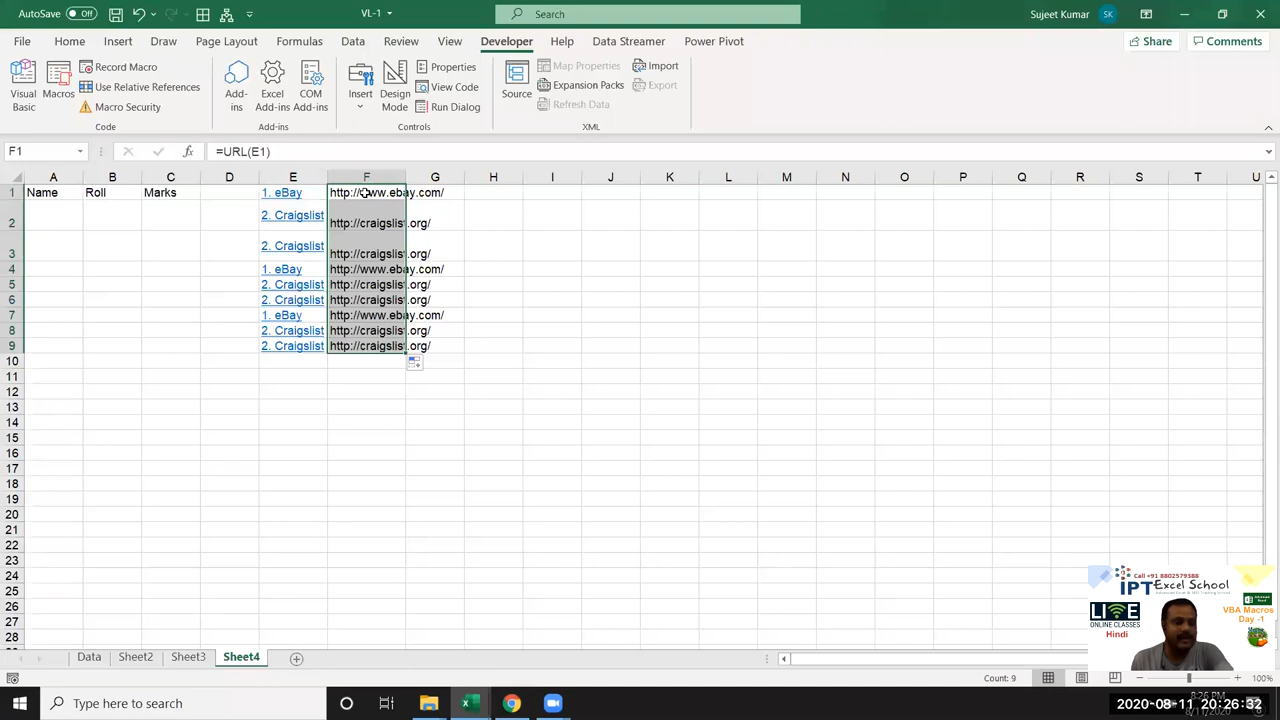 AutoSave Off VL-1 Search Sujeet Kumar SK
File Home Insert Draw Page Layout Formulas Data Review View Developer Help Data Streamer Power Pivot Share Comments
Visual Basic Macros Record Macro Use Relative References Macro Security
Add-ins Excel Add-ins COM Add-ins
Insert Design Mode Properties View Code Run Dialog
Source Map Properties Expansion Packs Refresh Data Import Export
Code Add-ins Controls XML
F1 fx =URL(E1)
A B C D E F G H I J K L M N O P Q R S T U
1 Name Roll Marks 1. eBay http://www.ebay.com/
2 2. Craigslist http://craigslist.org/
3 2. Craigslist http://craigslist.org/
4 1. eBay http://www.ebay.com/
5 2. Craigslist http://craigslist.org/
6 2. Craigslist http://craigslist.org/
7 1. eBay http://www.ebay.com/
8 2. Craigslist http://craigslist.org/
9 2. Craigslist http://craigslist.org/
10
11
12
13
14
15
16
17
18
19
20
21
22
23
24
25
26
27
28
Call +91 8802579388
IPT Excel School
LIVE
ONLINE CLASSES
Hindi
VBA Macros
Day -1
Data Sheet2 Sheet3 Sheet4
Count: 9 100%
Type here to search
8:26 PM
8/11/2020
2020-08-11 20:26:32